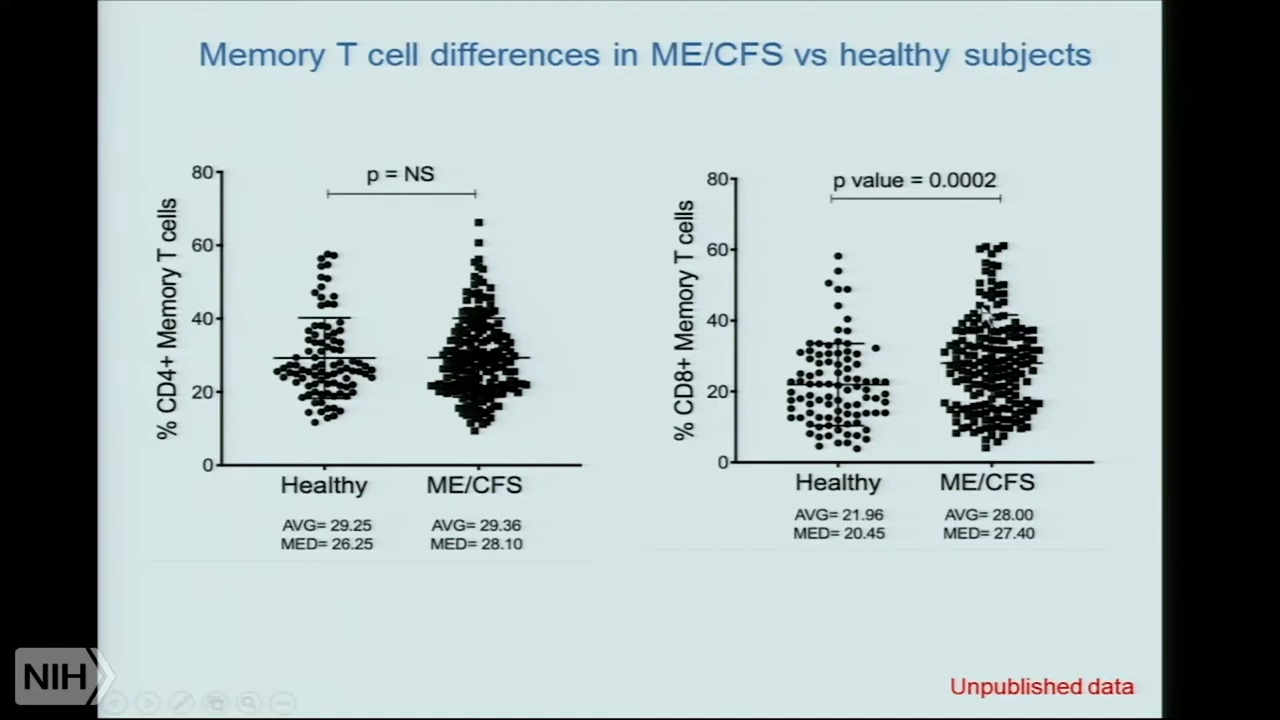 Memory T cell differences in ME/CFS vs healthy subjects
p = NS
80
60
40
20
0
% CD4+ Memory T cells
Healthy
ME/CFS
AVG= 29.25
MED= 26.25
AVG= 29.36
MED= 28.10
p value = 0.0002
80
60
40
20
0
% CD8+ Memory T cells
Healthy
ME/CFS
AVG= 21.96
MED= 20.45
AVG= 28.00
MED= 27.40
NIH
Unpublished data